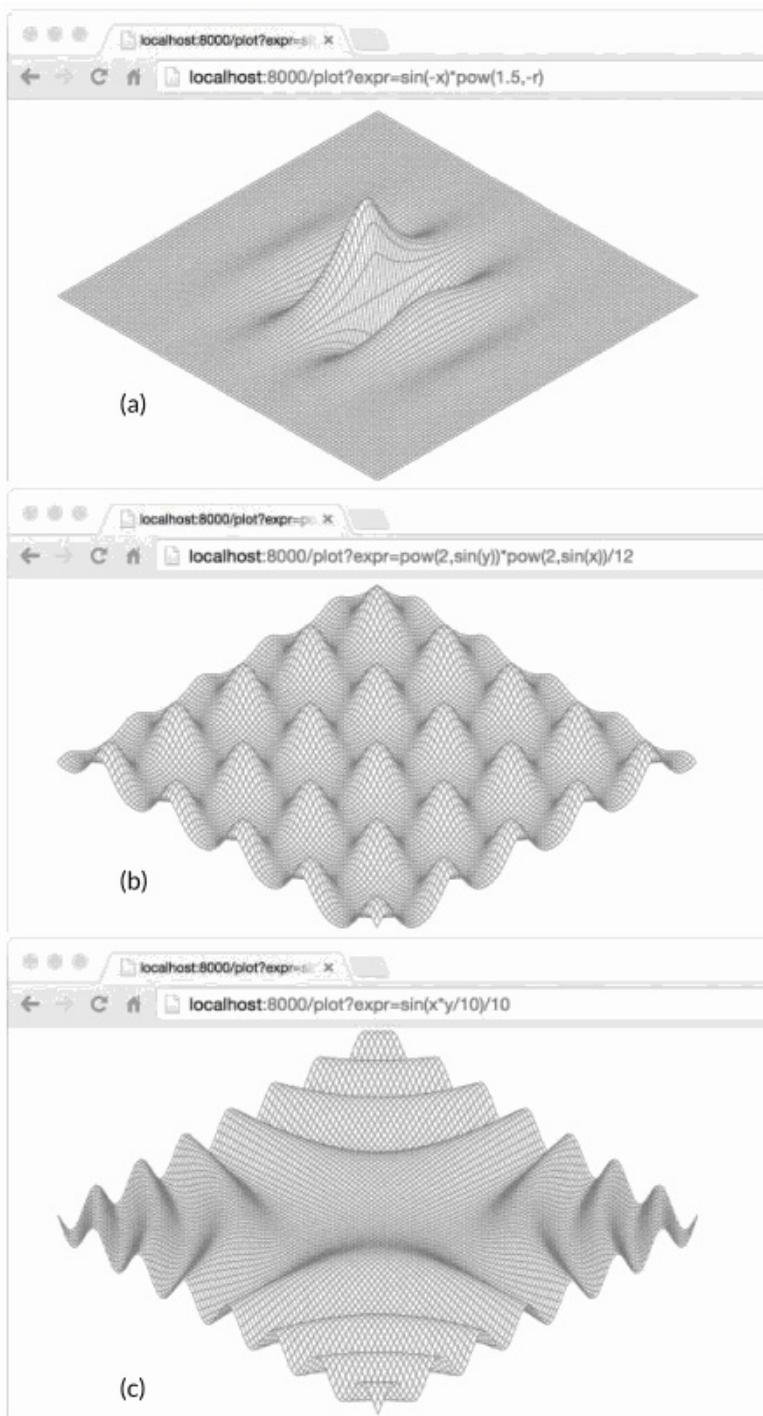 localhost:8000/plot?expr=si
localhost:8000/plot?expr=sin(-x)*pow(1.5,-r)
(a)
localhost:8000/plot?expr=po
localhost:8000/plot?expr=pow(2,sin(y))*pow(2,sin(x))/12
(b)
localhost:8000/plot?expr=si
localhost:8000/plot?expr=sin(x*y/10)/10
(c)